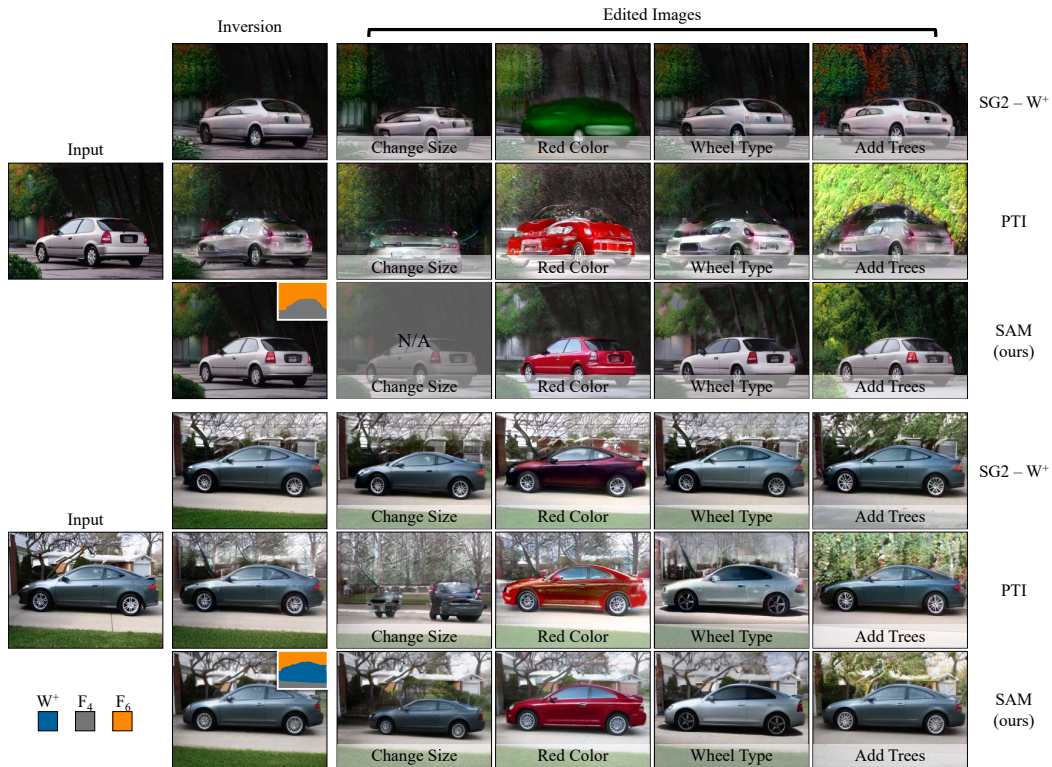 Inversion
Edited Images
Change Size
Red Color
Wheel Type
Add Trees
SG2 – W+
Input
Change Size
Red Color
Wheel Type
Add Trees
PTI
N/A
Change Size
Red Color
Wheel Type
Add Trees
SAM
(ours)
Change Size
Red Color
Wheel Type
Add Trees
SG2 – W+
Input
Change Size
Red Color
Wheel Type
Add Trees
PTI
W+ F4 F6
Change Size
Red Color
Wheel Type
Add Trees
SAM
(ours)